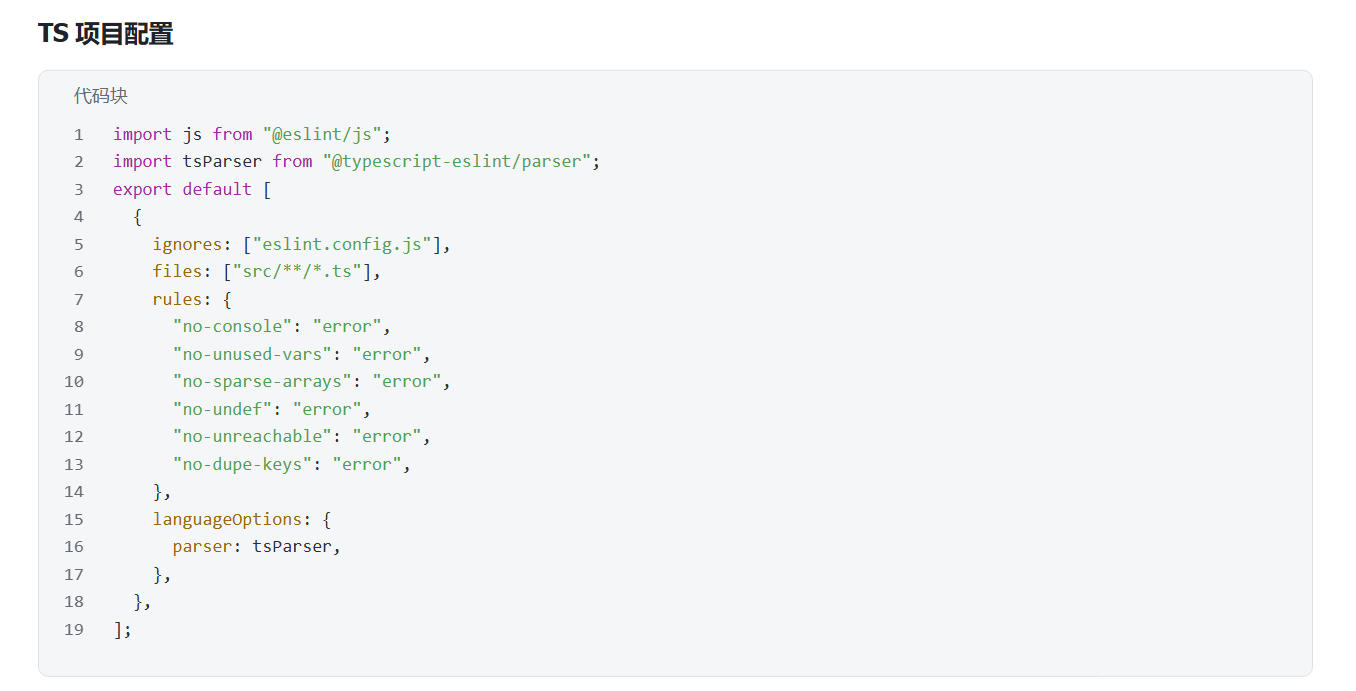 TS 项目配置
代码块
1 import js from "@eslint/js";
2 import tsParser from "@typescript-eslint/parser";
3 export default [
4   {
5     ignores: ["eslint.config.js"],
6     files: ["src/**/*.ts"],
7     rules: {
8       "no-console": "error",
9       "no-unused-vars": "error",
10       "no-sparse-arrays": "error",
11       "no-undef": "error",
12       "no-unreachable": "error",
13       "no-dupe-keys": "error",
14     },
15     languageOptions: {
16       parser: tsParser,
17     },
18   },
19 ];